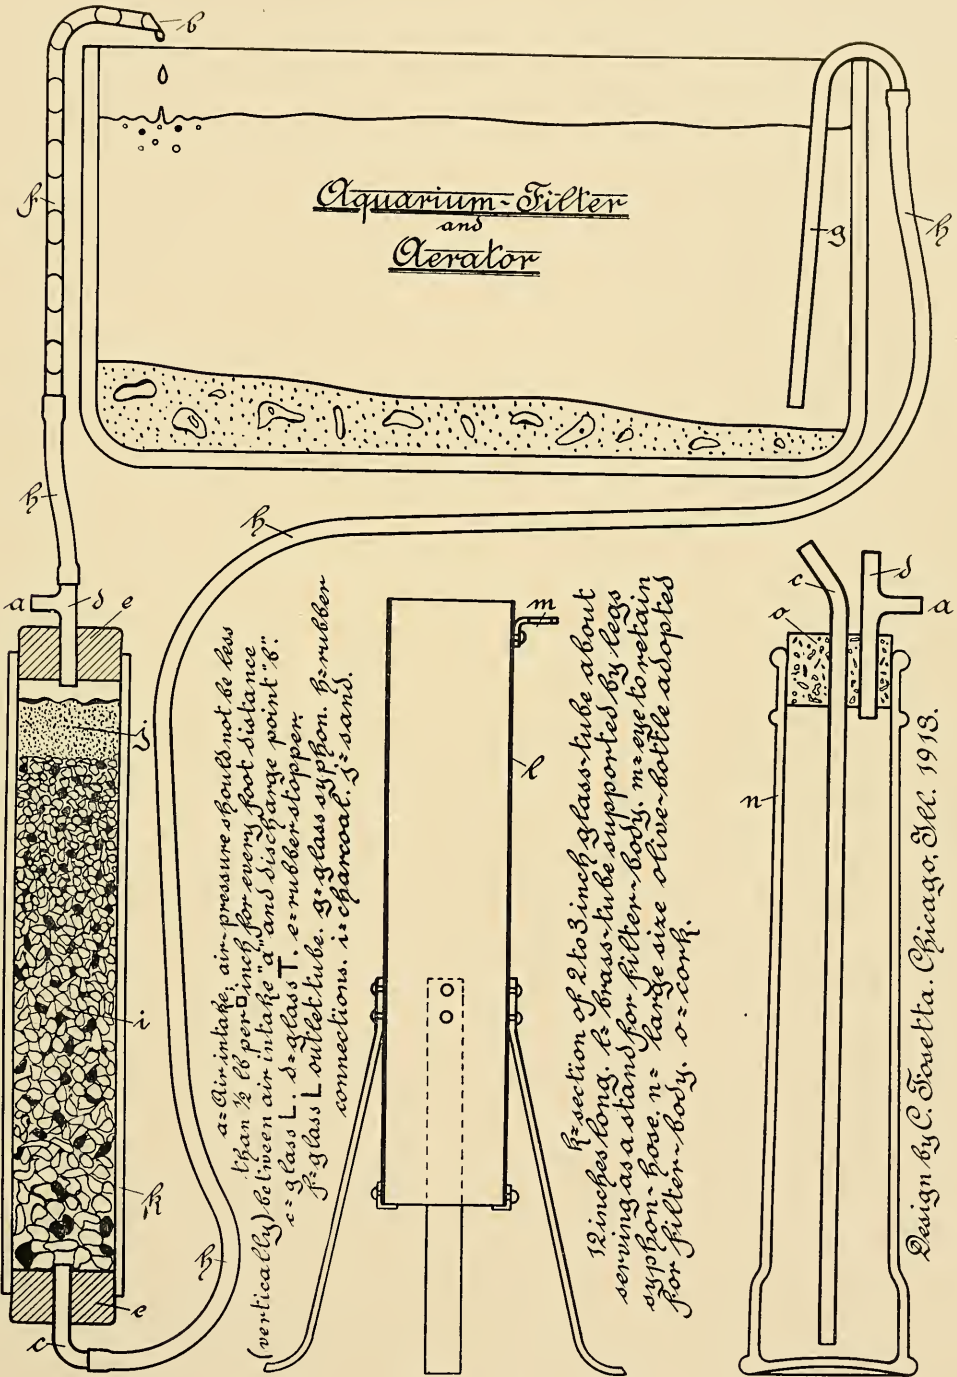 Aquarium-Filter
and
Aerator
b
f
g
h
h
h
a
d
e
j
i
k
e
c
h
m
l
c
d
a
o
n
a=Air intake; air-pressure should not be less
than 1/2 lb per □ inch for every foot distance
(vertically) between air intake "a" and discharge point "b".
c=glass L. d=glass T. e=rubber stopper.
f=glass L outlet tube. g=glass syphon. h=rubber
connections. i=charcoal. j=sand.
k=section of 2 to 3 inch glass-tube about
12 inches long. l=brass-tube supported by legs
serving as a stand for filter-body. m=eye to retain
syphon-hose. n= large size olive-bottle adopted
for filter-body. o=cork.
Design by C. Tosetta. Chicago, Ill. 1913.